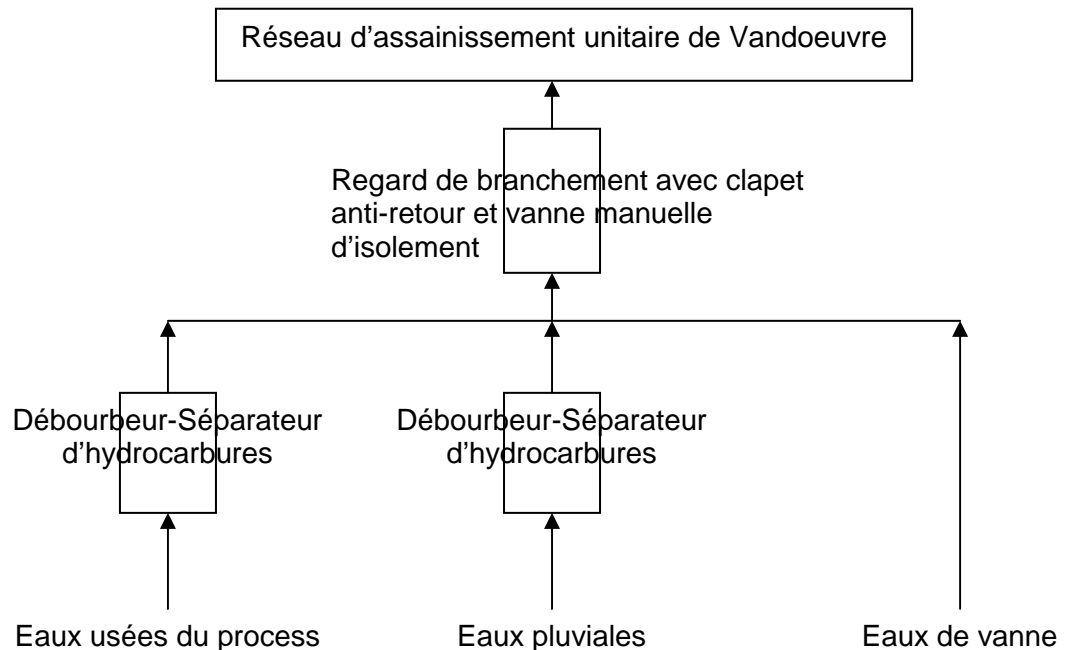 Réseau d'assainissement unitaire de Vandoeuvre
Regard de branchement avec clapet
anti-retour et vanne manuelle
d'isolement
Débourbeur-Séparateur
d'hydrocarbures
Débourbeur-Séparateur
d'hydrocarbures
Eaux usées du process
Eaux pluviales
Eaux de vanne